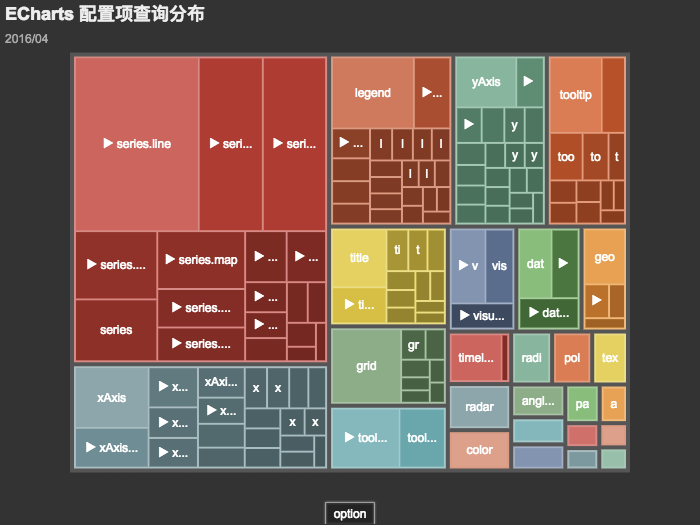 ECharts 配置项查询分布
2016/04
▶ series.line
▶ seri...
▶ seri...
▶ series....
▶ series.map
▶ ...
▶ ...
series
▶ series....
▶ ...
▶ series....
▶ ...
xAxis
▶ x...
xAxi...
x
x
▶ x...
▶ x...
▶ xAxis...
▶ x...
x
x
legend
▶...
▶ ...
l
l
l
l
l
l
yAxis
▶
▶
y
y
y
tooltip
too
to
t
title
ti
t
▶ ti...
▶ v
vis
▶ visu...
dat
▶
▶ dat...
geo
▶
grid
gr
▶ tool...
tool...
timel...
radi
pol
tex
radar
angl...
pa
a
color
option